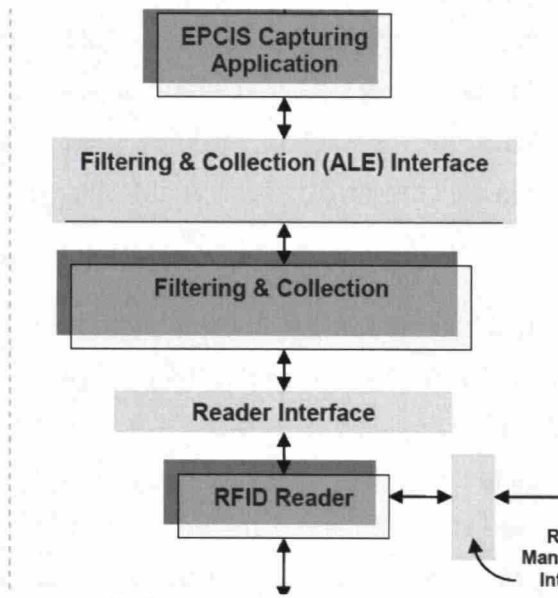 EPCIS Capturing
Application
Filtering & Collection (ALE) Interface
Filtering & Collection
Reader Interface
RFID Reader